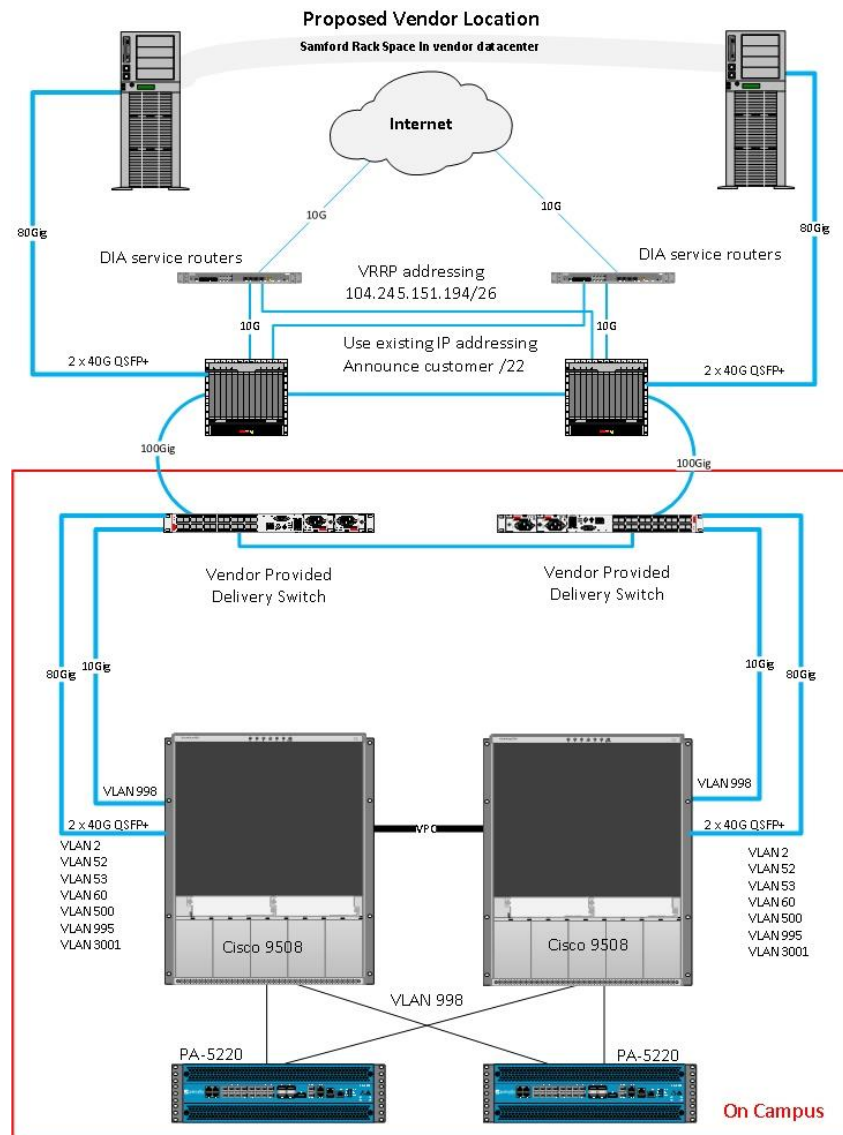 Proposed Vendor Location
Samford Rack Space In vendor datacenter
Internet
10G
10G
80Gig
80Gig
DIA service routers
DIA service routers
VRRP addressing
104.245.151.194/26
10G
10G
Use existing IP addressing
Announce customer /22
2 x 40G QSFP+
2 x 40G QSFP+
100Gig
100Gig
Vendor Provided
Delivery Switch
Vendor Provided
Delivery Switch
80Gig
10Gig
10Gig
80Gig
VLAN 998
VLAN 998
2 x 40G QSFP+
2 x 40G QSFP+
VPC
VLAN 2
VLAN 52
VLAN 53
VLAN 60
VLAN 500
VLAN 995
VLAN 3001
VLAN 2
VLAN 52
VLAN 53
VLAN 60
VLAN 500
VLAN 995
VLAN 3001
Cisco 9508
Cisco 9508
VLAN 998
PA-5220
PA-5220
On Campus